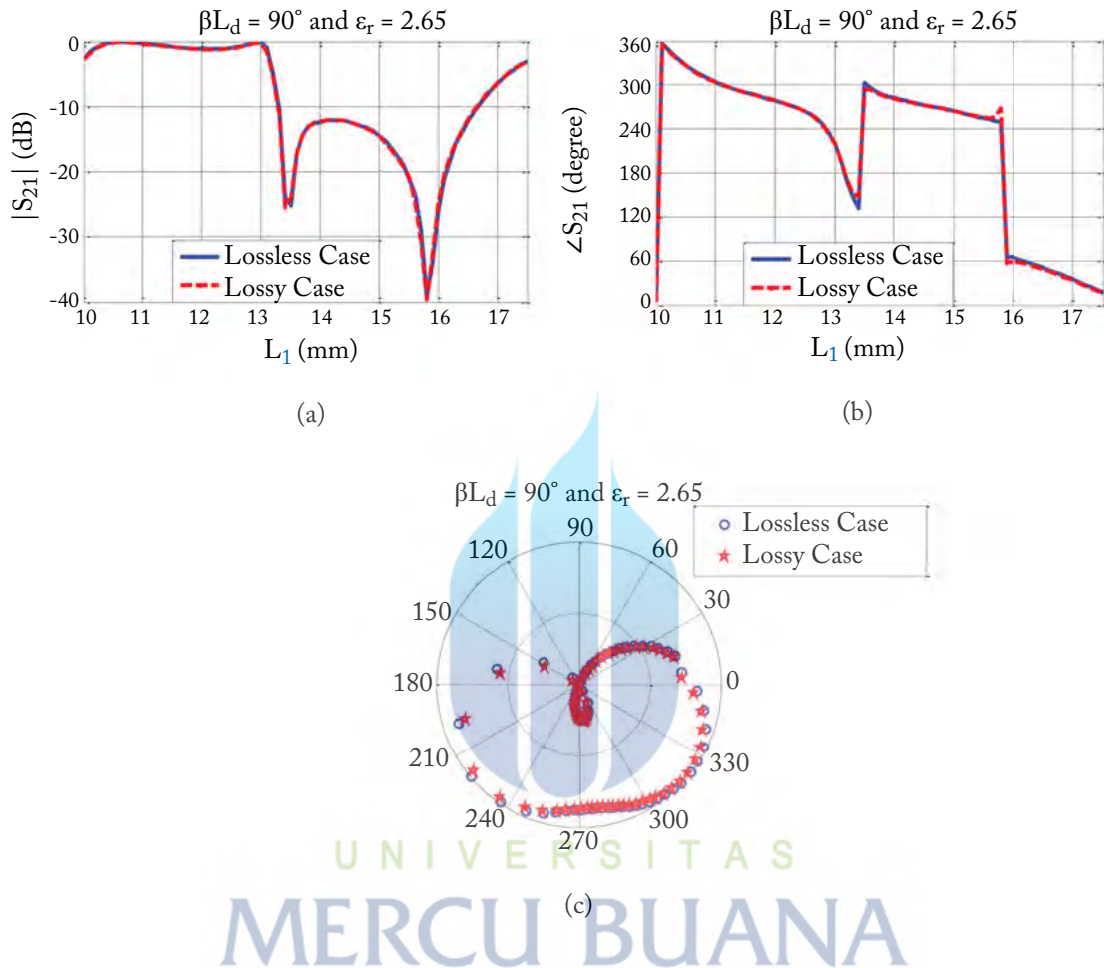 βL_d = 90° and ε_r = 2.65
|S_21| (dB)
0
-10
-20
-30
-40
Lossless Case
Lossy Case
10 11 12 13 14 15 16 17
L_1 (mm)
(a)
βL_d = 90° and ε_r = 2.65
∠S_21 (degree)
360
300
240
180
120
60
0
Lossless Case
Lossy Case
10 11 12 13 14 15 16 17
L_1 (mm)
(b)
βL_d = 90° and ε_r = 2.65
Lossless Case
Lossy Case
90
120 60
150 30
180 0
210 330
240 300
270
(c)
UNIVERSITAS
MERCU BUANA